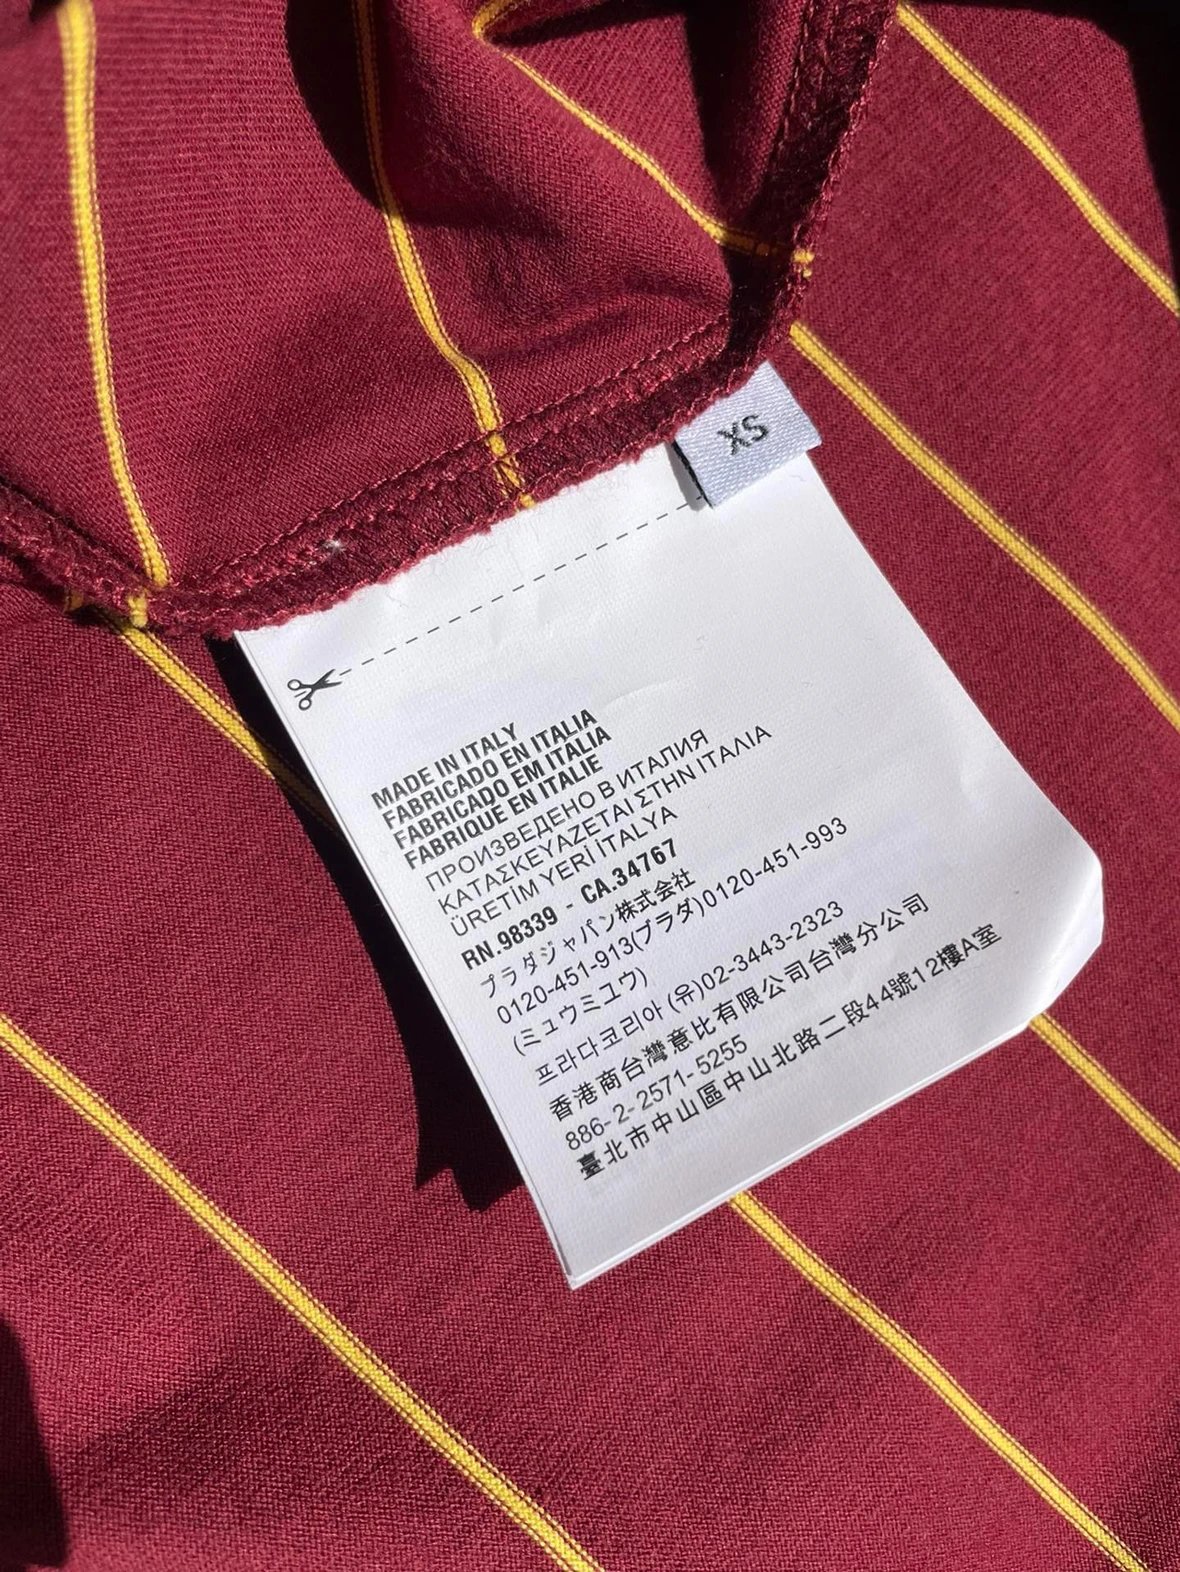 XS
MADE IN ITALY
FABRICADO EN ITALIA
FABRICADO EM ITALIA
FABRIQUE EN ITALIE
ПРОИЗВЕДЕНО В ИТАЛИЯ
ΚΑΤΑΣΚΕΥΑΖΕΤΑΙ ΣΤΗΝ ΙΤΑΛΙΑ
ÜRETİM YERİ İTALYA
RN.98339 - CA.34767
プラダジャパン株式会社
0120-451-913(プラダ)0120-451-993
(ミュウミュウ)
프라다코리아 (유)02-3443-2323
香港商台灣意比有限公司台灣分公司
886-2-2571-5255
臺北市中山區中山北路二段44號12樓A室